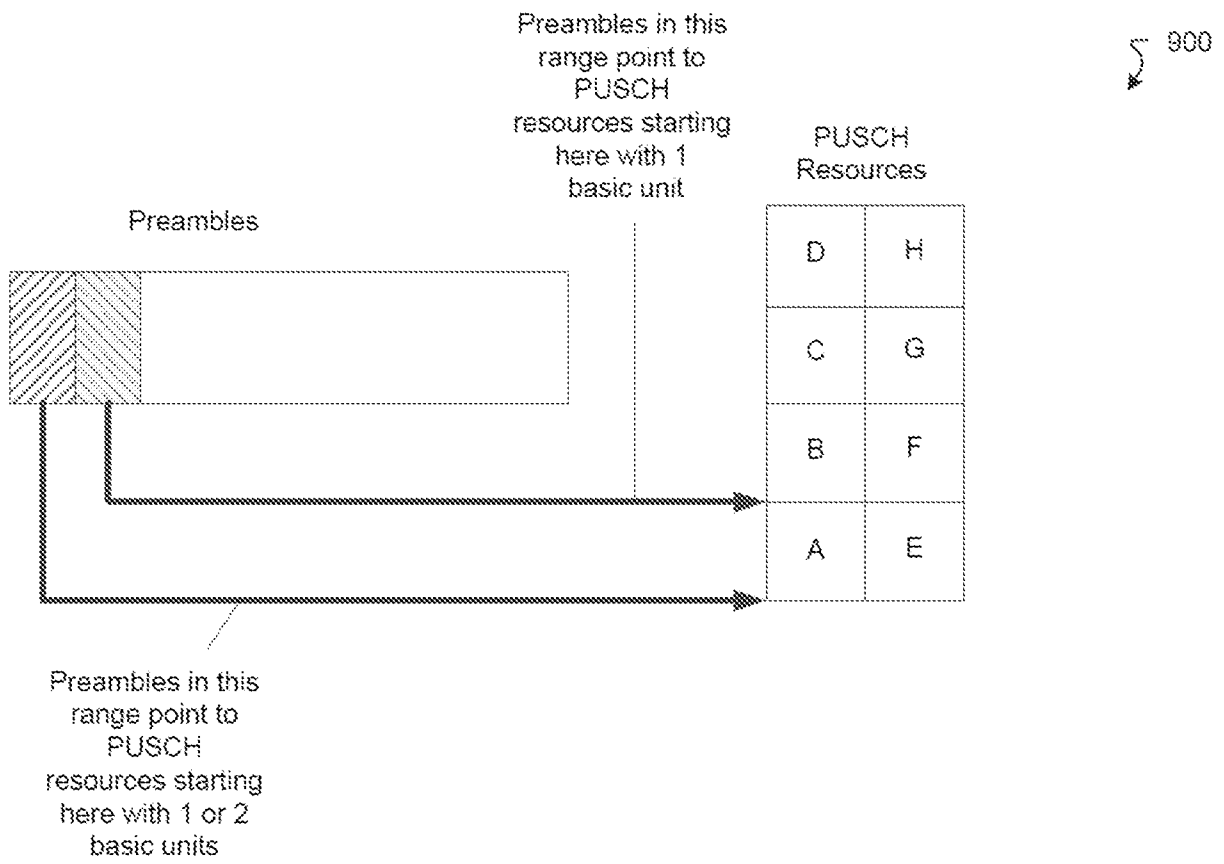 Preambles in this
range point to
PUSCH
resources starting
here with 1
basic unit
900
PUSCH
Resources
Preambles
D H
C G
B F
A E
Preambles in this
range point to
PUSCH
resources starting
here with 1 or 2
basic units